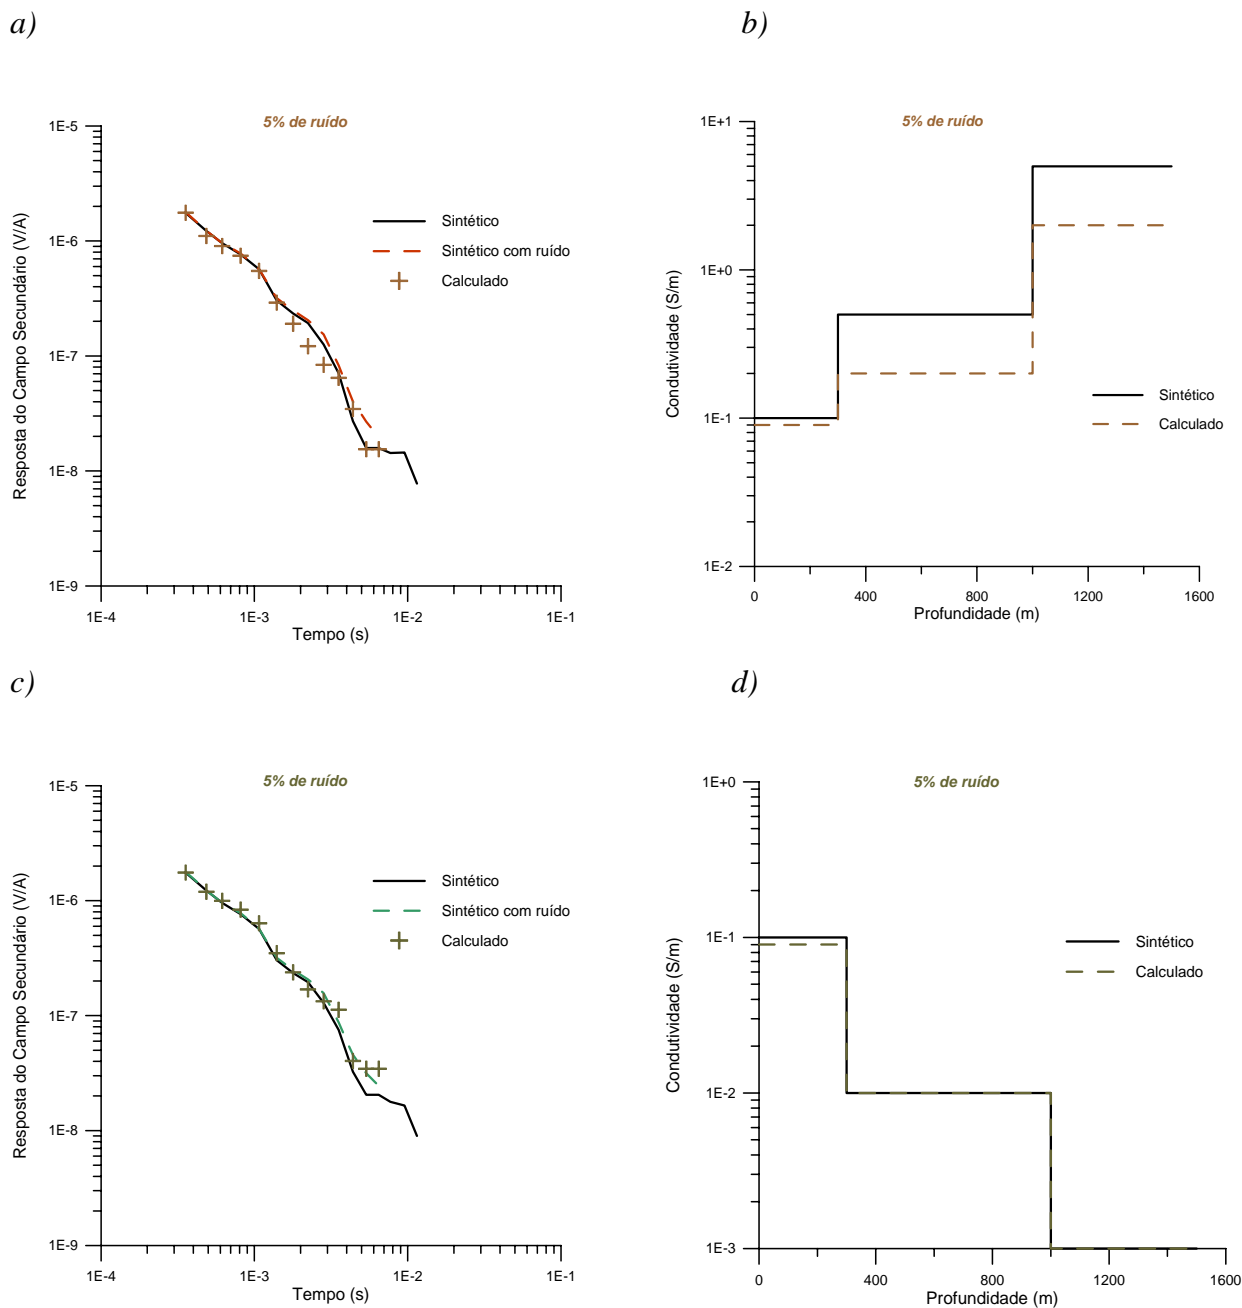 a)
b)
5% de ruído
1E-5
1E-6
1E-7
1E-8
1E-9
1E-4
1E-3
1E-2
1E-1
Tempo (s)
Resposta do Campo Secundário (V/A)
Sintético
Sintético com ruído
Calculado
5% de ruído
1E+1
1E+0
1E-1
1E-2
0
400
800
1200
1600
Profundidade (m)
Condutividade (S/m)
Sintético
Calculado
c)
d)
5% de ruído
1E-5
1E-6
1E-7
1E-8
1E-9
1E-4
1E-3
1E-2
1E-1
Tempo (s)
Resposta do Campo Secundário (V/A)
Sintético
Sintético com ruído
Calculado
5% de ruído
1E+0
1E-1
1E-2
1E-3
0
400
800
1200
1600
Profundidade (m)
Condutividade (S/m)
Sintético
Calculado